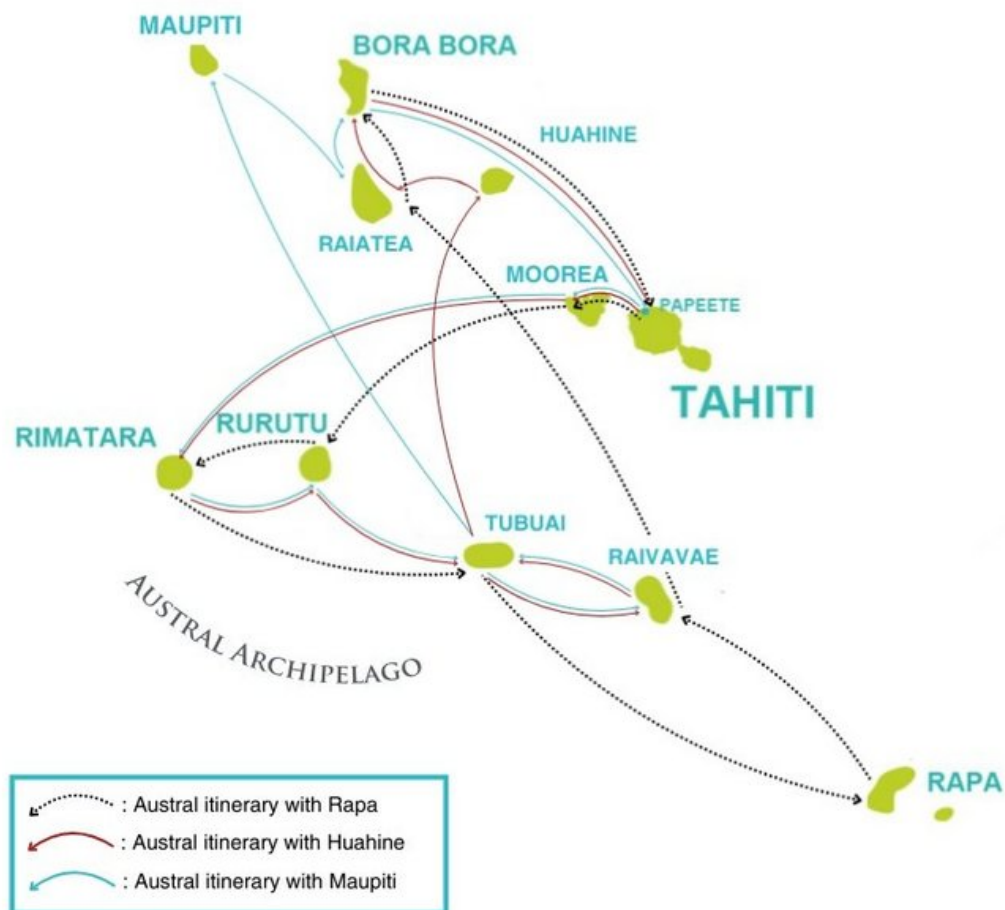 MAUPITI
BORA BORA
HUAHINE
RAIATEA
MOOREA
PAPEETE
TAHITI
RIMATARA
RURUTU
TUBUAI
RAIVAVAE
AUSTRAL ARCHIPELAGO
RAPA
: Austral itinerary with Rapa
: Austral itinerary with Huahine
: Austral itinerary with Maupiti